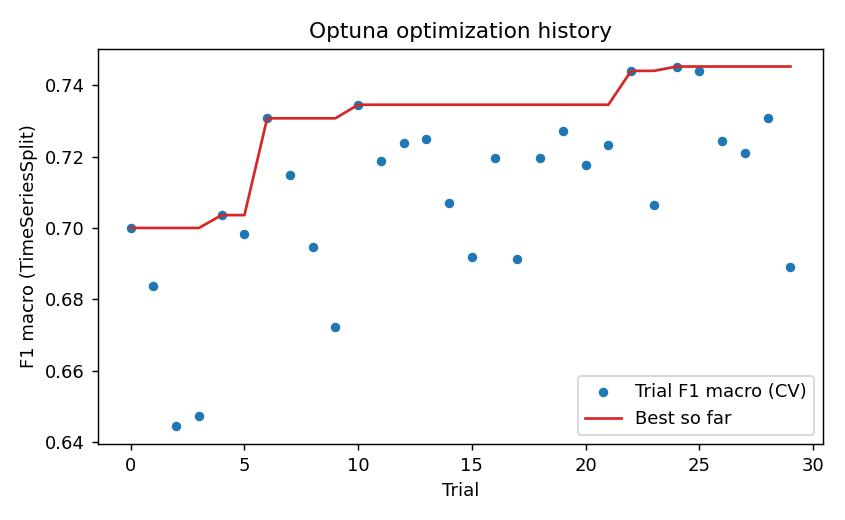 Optuna optimization history
F1 macro (TimeSeriesSplit)
0.74
0.72
0.70
0.68
0.66
0.64
Trial F1 macro (CV)
Best so far
0 5 10 15 20 25 30
Trial